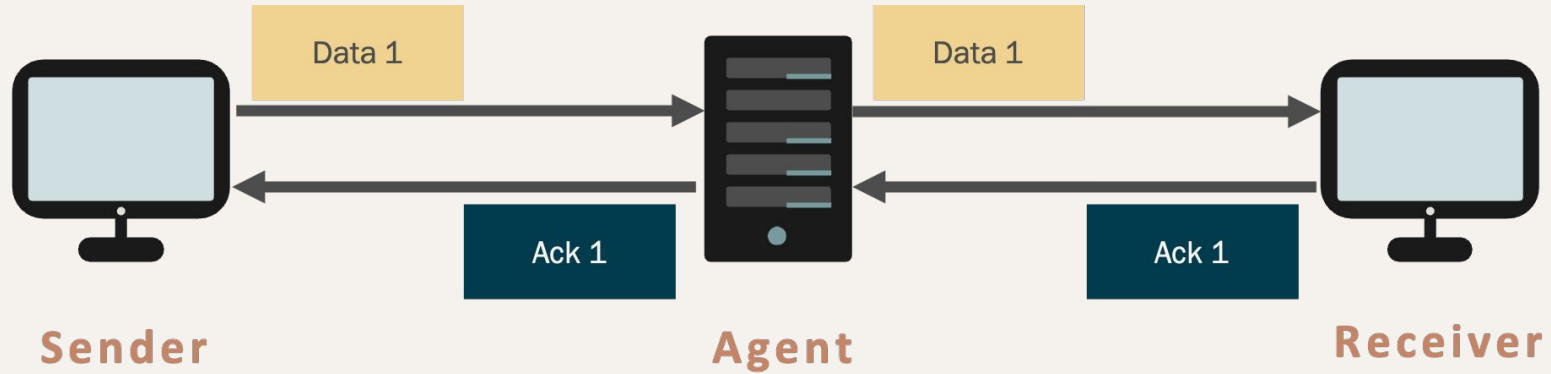 Data 1
Data 1
Ack 1
Ack 1
Sender
Agent
Receiver